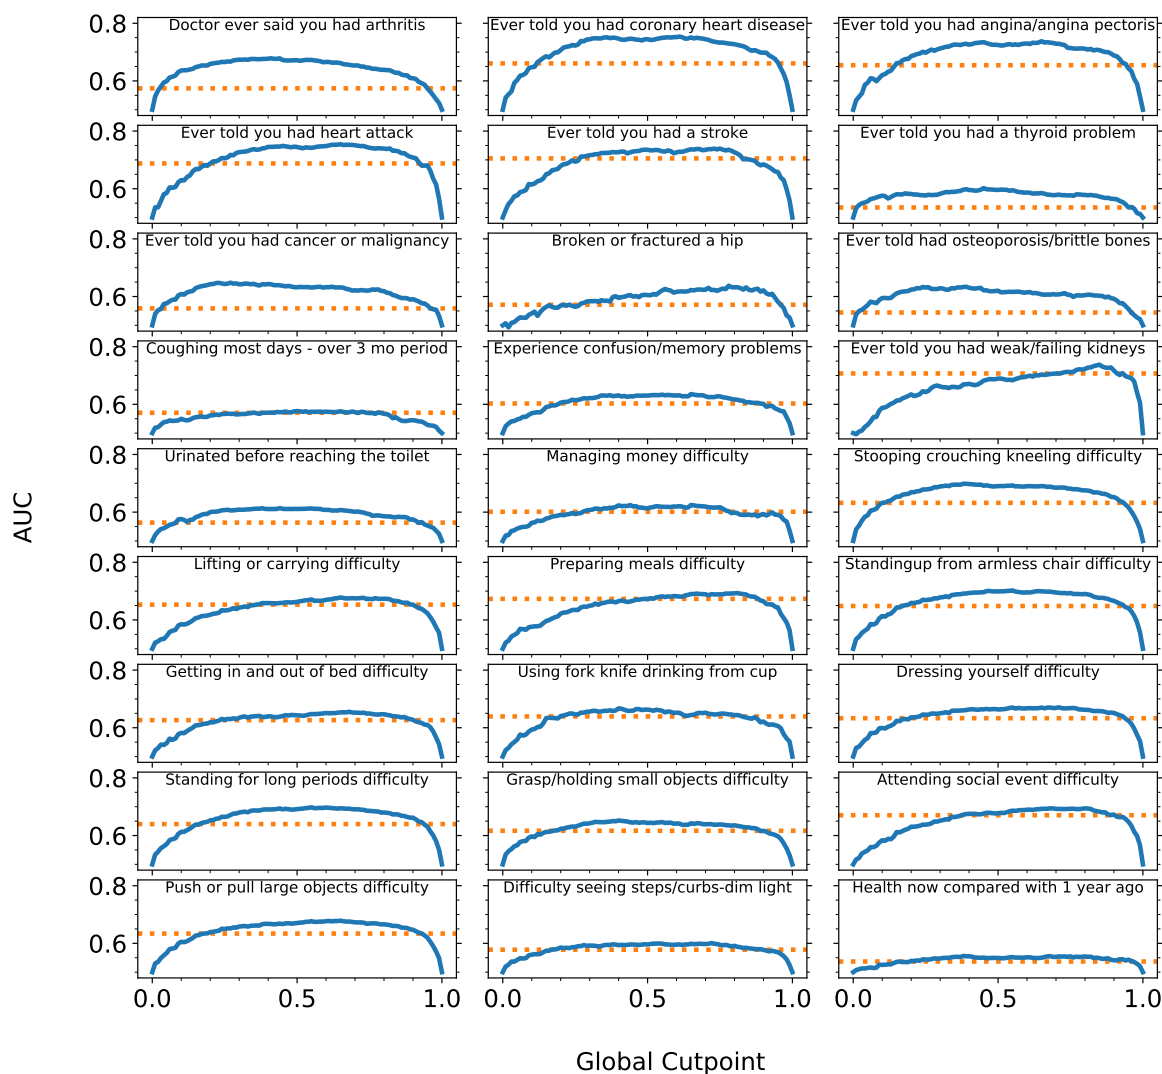 0.8
0.6
Doctor ever said you had arthritis
Ever told you had coronary heart disease
Ever told you had angina/angina pectoris
0.8
0.6
Ever told you had heart attack
Ever told you had a stroke
Ever told you had a thyroid problem
0.8
0.6
Ever told you had cancer or malignancy
Broken or fractured a hip
Ever told had osteoporosis/brittle bones
0.8
0.6
Coughing most days - over 3 mo period
Experience confusion/memory problems
Ever told you had weak/failing kidneys
0.8
0.6
Urinated before reaching the toilet
Managing money difficulty
Stooping crouching kneeling difficulty
AUC
0.8
0.6
Lifting or carrying difficulty
Preparing meals difficulty
Standingup from armless chair difficulty
0.8
0.6
Getting in and out of bed difficulty
Using fork knife drinking from cup
Dressing yourself difficulty
0.8
0.6
Standing for long periods difficulty
Grasp/holding small objects difficulty
Attending social event difficulty
0.8
0.6
Push or pull large objects difficulty
Difficulty seeing steps/curbs-dim light
Health now compared with 1 year ago
0.0 0.5 1.0 0.0 0.5 1.0 0.0 0.5 1.0
Global Cutpoint